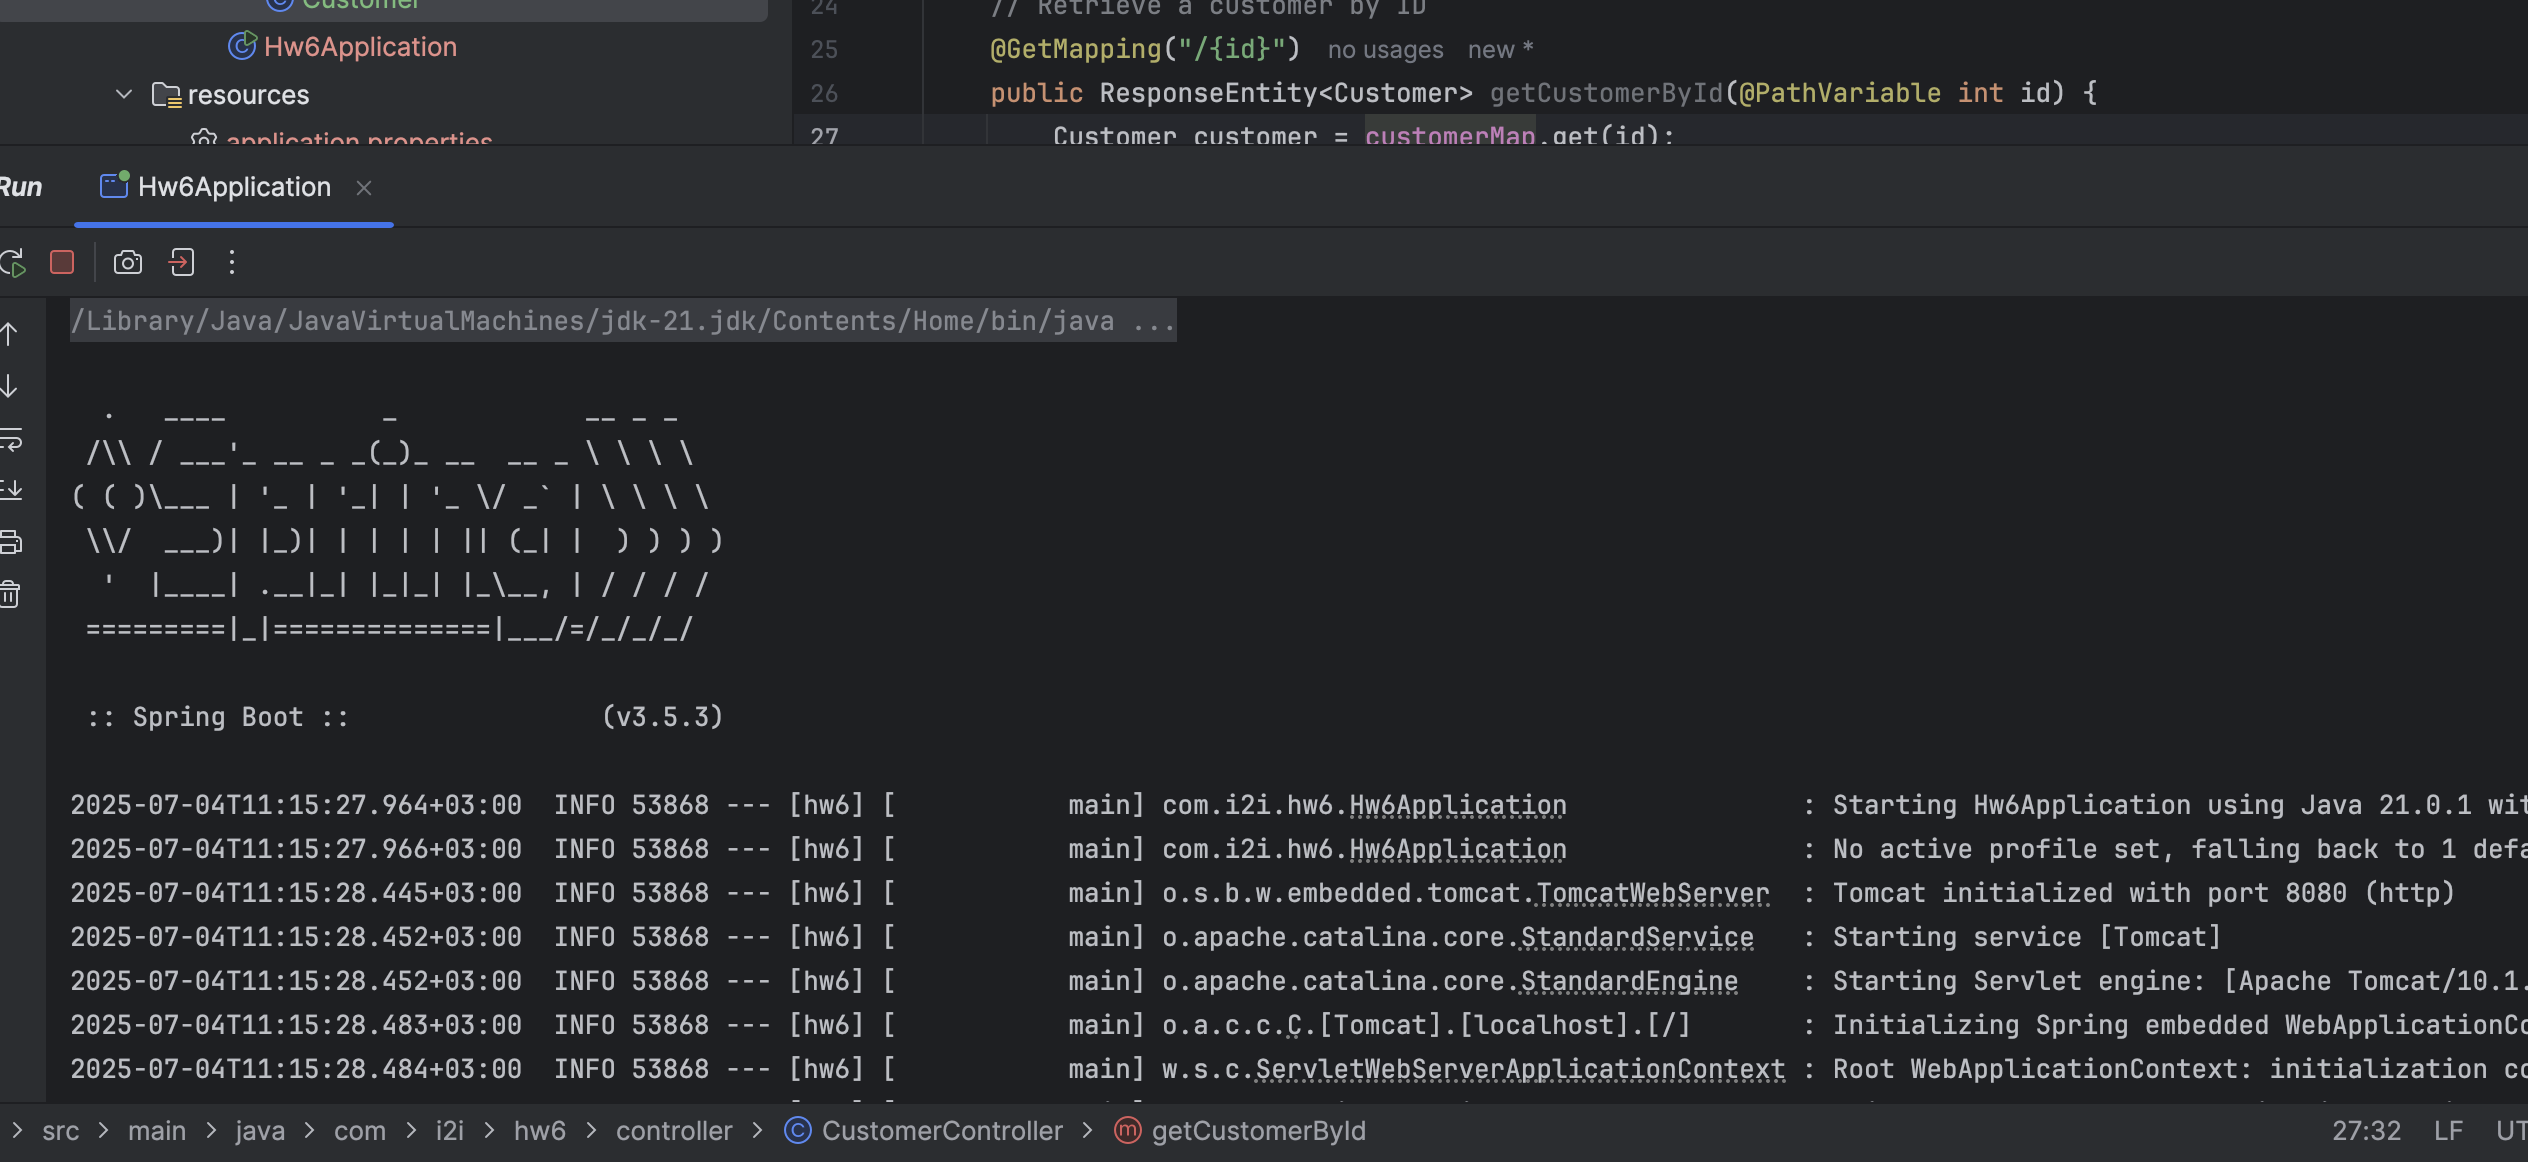 Customer
24 // Retrieve a customer by ID
Hw6Application
25 @GetMapping("/{id}") no usages new *
resources
26 public ResponseEntity<Customer> getCustomerById(@PathVariable int id) {
application.properties
27 Customer customer = customerMap.get(id);
Run Hw6Application
/Library/Java/JavaVirtualMachines/jdk-21.jdk/Contents/Home/bin/java ...
  .   ____          _            __ _ _
 /\\ / ___'_ __ _ _(_)_ __  __ _ \ \ \ \
( ( )\___ | '_ | '_| | '_ \/ _` | \ \ \ \
 \\/  ___)| |_)| | | | | || (_| |  ) ) ) )
  '  |____| .__|_| |_|_| |_\__, | / / / /
 =========|_|==============|___/=/_/_/_/
 :: Spring Boot ::                (v3.5.3)
2025-07-04T11:15:27.964+03:00  INFO 53868 --- [hw6] [           main] com.i2i.hw6.Hw6Application               : Starting Hw6Application using Java 21.0.1 wit
2025-07-04T11:15:27.966+03:00  INFO 53868 --- [hw6] [           main] com.i2i.hw6.Hw6Application               : No active profile set, falling back to 1 defa
2025-07-04T11:15:28.445+03:00  INFO 53868 --- [hw6] [           main] o.s.b.w.embedded.tomcat.TomcatWebServer  : Tomcat initialized with port 8080 (http)
2025-07-04T11:15:28.452+03:00  INFO 53868 --- [hw6] [           main] o.apache.catalina.core.StandardService   : Starting service [Tomcat]
2025-07-04T11:15:28.452+03:00  INFO 53868 --- [hw6] [           main] o.apache.catalina.core.StandardEngine    : Starting Servlet engine: [Apache Tomcat/10.1.
2025-07-04T11:15:28.483+03:00  INFO 53868 --- [hw6] [           main] o.a.c.c.C.[Tomcat].[localhost].[/]       : Initializing Spring embedded WebApplicationCo
2025-07-04T11:15:28.484+03:00  INFO 53868 --- [hw6] [           main] w.s.c.ServletWebServerApplicationContext : Root WebApplicationContext: initialization co
> src > main > java > com > i2i > hw6 > controller > CustomerController > getCustomerById 27:32 LF UT